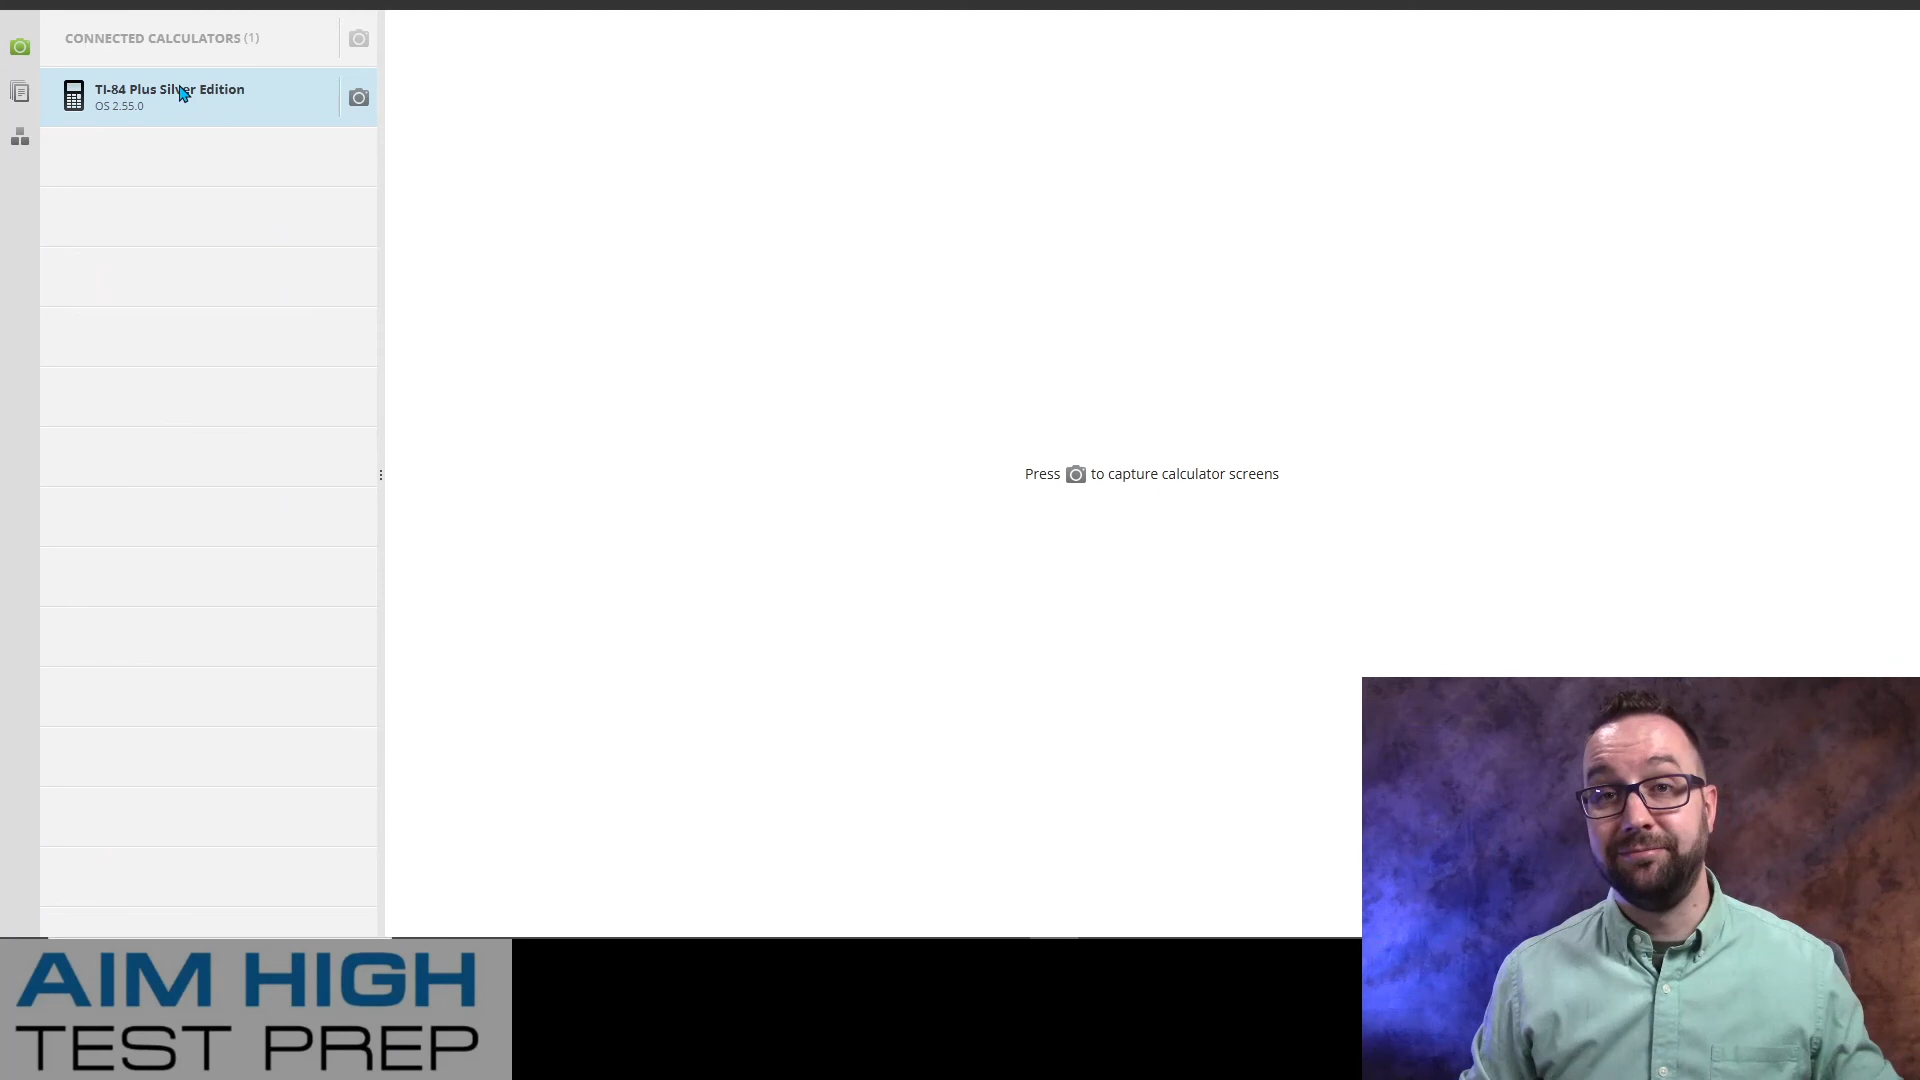 CONNECTED CALCULATORS (1)
TI-84 Plus Silver Edition
OS 2.55.0
Press to capture calculator screens
AIM HIGH
TEST PREP